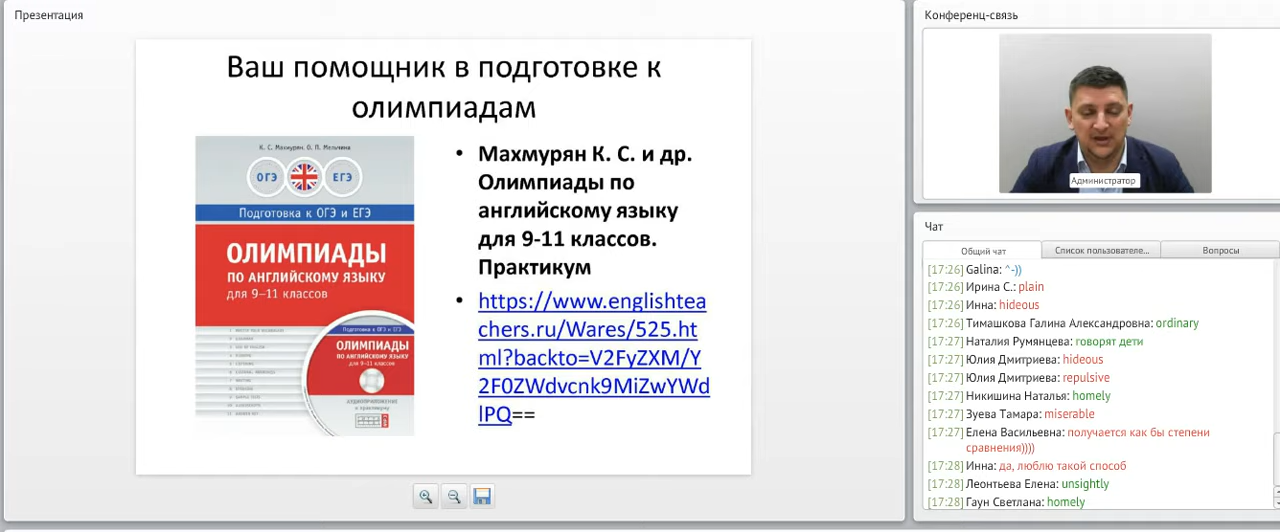 Презентация
Ваш помощник в подготовке к
олимпиадам
К. С. Махмурян, О. П. Мельчина
ОГЭ
ЕГЭ
Подготовка к ОГЭ и ЕГЭ
ОЛИМПИАДЫ
ПО АНГЛИЙСКОМУ ЯЗЫКУ
для 9–11 классов
Подготовка к ОГЭ и ЕГЭ
ОЛИМПИАДЫ
ПО АНГЛИЙСКОМУ ЯЗЫКУ
для 9–11 классов
АУДИОПРИЛОЖЕНИЕ
к практикуму
• Махмурян К. С. и др.
Олимпиады по
английскому языку
для 9-11 классов.
Практикум
• https://www.englishtea
chers.ru/Wares/525.ht
ml?backto=V2FyZXM/Y
2F0ZWdvcnk9MiZwYWd
lPQ==
Конференц-связь
Администратор
Чат
Общий чат
Список пользователе...
Вопросы
[17:26] Galina: ^-))
[17:26] Ирина С.: plain
[17:26] Инна: hideous
[17:26] Тимашкова Галина Александровна: ordinary
[17:27] Наталия Румянцева: говорят дети
[17:27] Юлия Дмитриева: hideous
[17:27] Юлия Дмитриева: repulsive
[17:27] Никишина Наталья: homely
[17:27] Зуева Тамара: miserable
[17:27] Елена Васильевна: получается как бы степени
сравнения))))
[17:28] Инна: да, люблю такой способ
[17:28] Леонтьева Елена: unsightly
[17:28] Гаун Светлана: homely